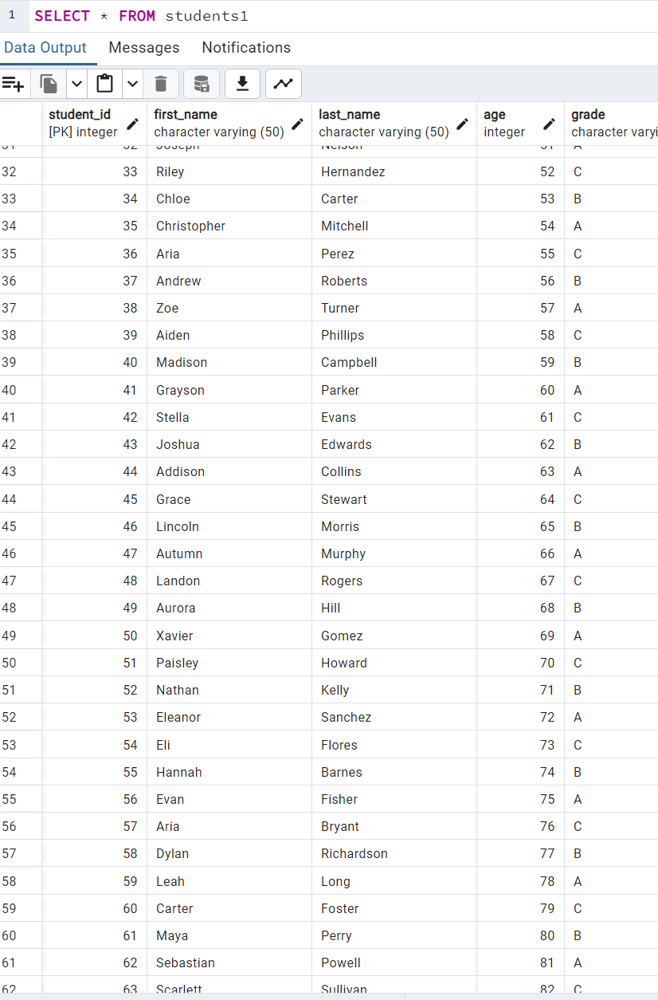 1 SELECT * FROM students1
Data Output Messages Notifications
student_id first_name last_name age grade
[PK] integer character varying (50) character varying (50) integer character varyi
31 32 Joseph Nelson 51 A
32 33 Riley Hernandez 52 C
33 34 Chloe Carter 53 B
34 35 Christopher Mitchell 54 A
35 36 Aria Perez 55 C
36 37 Andrew Roberts 56 B
37 38 Zoe Turner 57 A
38 39 Aiden Phillips 58 C
39 40 Madison Campbell 59 B
40 41 Grayson Parker 60 A
41 42 Stella Evans 61 C
42 43 Joshua Edwards 62 B
43 44 Addison Collins 63 A
44 45 Grace Stewart 64 C
45 46 Lincoln Morris 65 B
46 47 Autumn Murphy 66 A
47 48 Landon Rogers 67 C
48 49 Aurora Hill 68 B
49 50 Xavier Gomez 69 A
50 51 Paisley Howard 70 C
51 52 Nathan Kelly 71 B
52 53 Eleanor Sanchez 72 A
53 54 Eli Flores 73 C
54 55 Hannah Barnes 74 B
55 56 Evan Fisher 75 A
56 57 Aria Bryant 76 C
57 58 Dylan Richardson 77 B
58 59 Leah Long 78 A
59 60 Carter Foster 79 C
60 61 Maya Perry 80 B
61 62 Sebastian Powell 81 A
62 63 Scarlett Sullivan 82 C